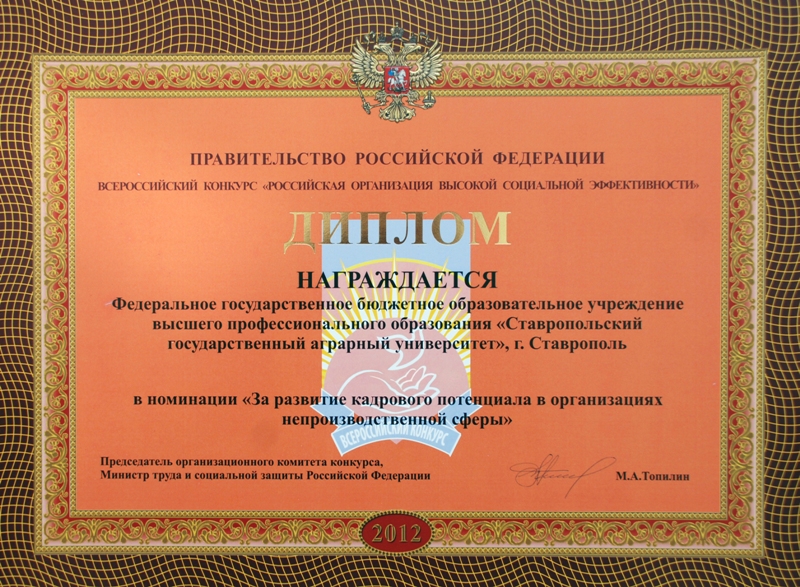 ПРАВИТЕЛЬСТВО РОССИЙСКОЙ ФЕДЕРАЦИИ
ВСЕРОССИЙСКИЙ КОНКУРС «РОССИЙСКАЯ ОРГАНИЗАЦИЯ ВЫСОКОЙ СОЦИАЛЬНОЙ ЭФФЕКТИВНОСТИ»
ДИПЛОМ
НАГРАЖДАЕТСЯ
Федеральное государственное бюджетное образовательное учреждение
высшего профессионального образования «Ставропольский
государственный аграрный университет», г. Ставрополь
в номинации «За развитие кадрового потенциала в организациях
непроизводственной сферы»
ВСЕРОССИЙСКИЙ КОНКУРС
Председатель организационного комитета конкурса,
Министр труда и социальной защиты Российской Федерации
М.А.Топилин
2012